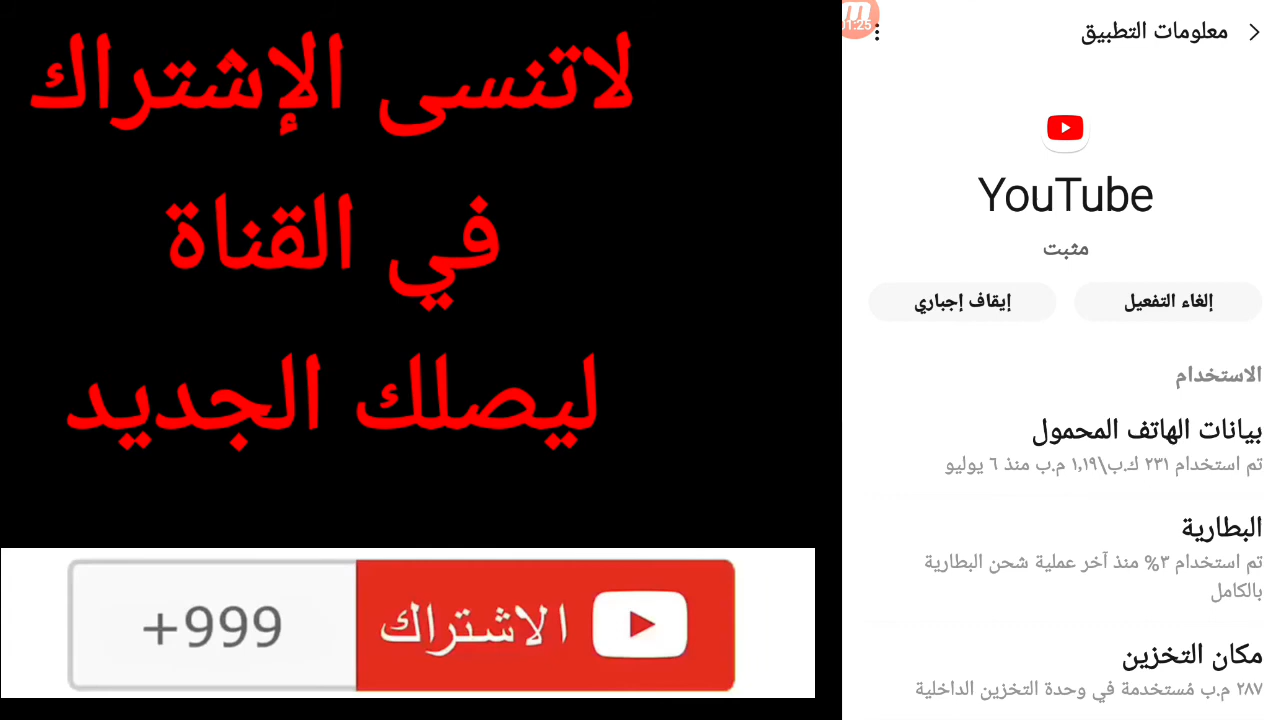 لاتنسى الإشتراك
في القناة
ليصلك الجديد
الاشتراك
+999
01:25
معلومات التطبيق
YouTube
مثبت
إلغاء التفعيل
إيقاف إجباري
الاستخدام
بيانات الهاتف المحمول
تم استخدام ٢٣١ ك.ب\١,١٩ م.ب منذ ٦ يوليو
البطارية
تم استخدام ٣% منذ آخر عملية شحن البطارية
بالكامل
مكان التخزين
٢٨٧ م.ب مُستخدمة في وحدة التخزين الداخلية